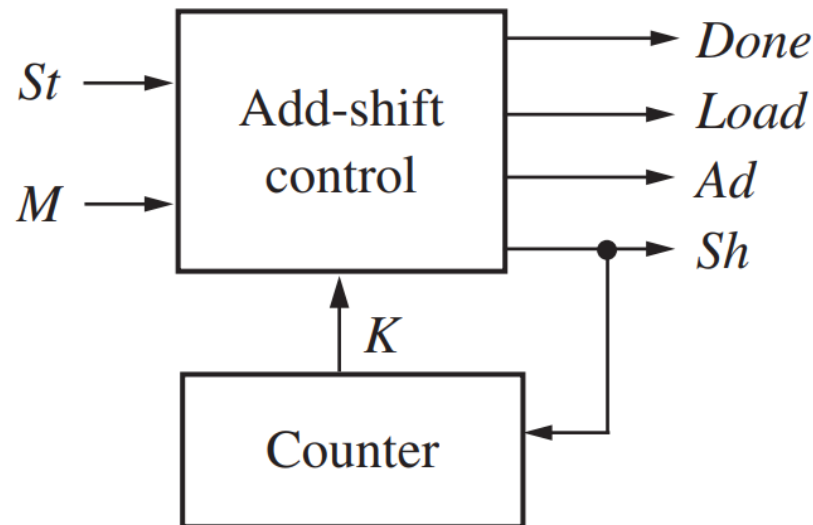 St
M
Add-shift
control
Done
Load
Ad
Sh
K
Counter